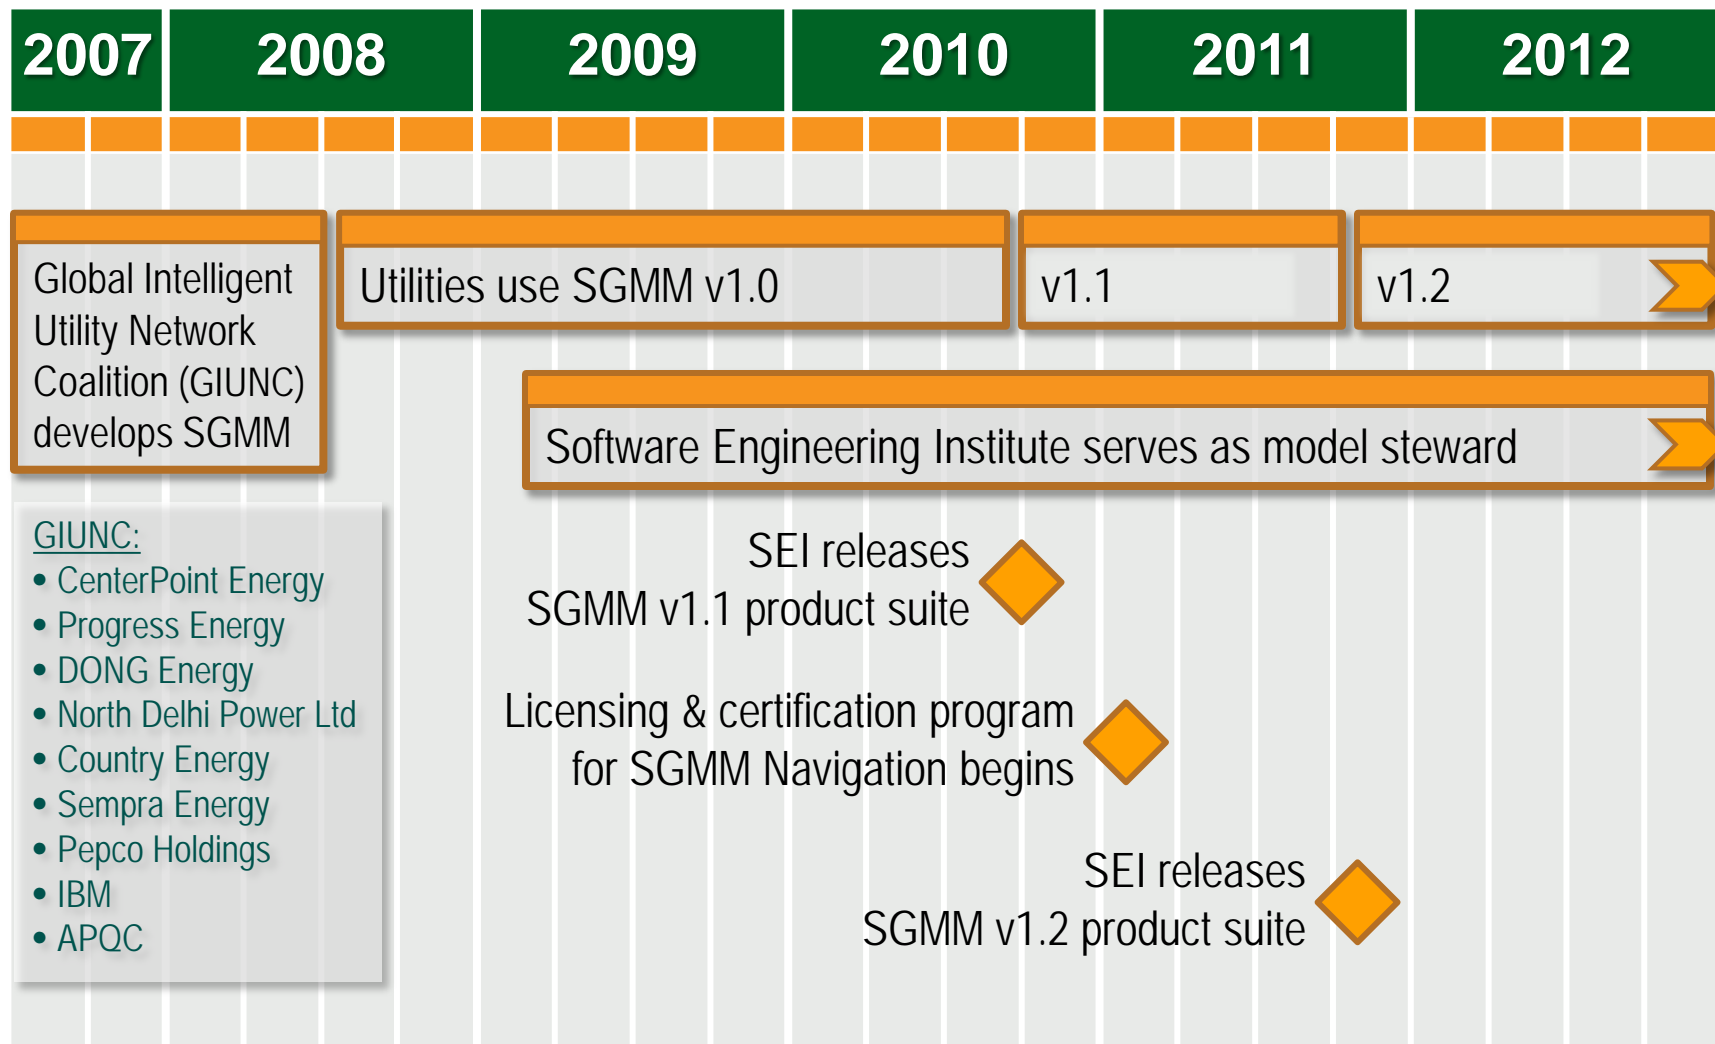 2007 2008 2009 2010 2011 2012
Global Intelligent
Utility Network
Coalition (GIUNC)
develops SGMM
Utilities use SGMM v1.0
v1.1
v1.2
Software Engineering Institute serves as model steward
GIUNC:
• CenterPoint Energy
• Progress Energy
• DONG Energy
• North Delhi Power Ltd
• Country Energy
• Sempra Energy
• Pepco Holdings
• IBM
• APQC
SEI releases
SGMM v1.1 product suite
Licensing & certification program
for SGMM Navigation begins
SEI releases
SGMM v1.2 product suite